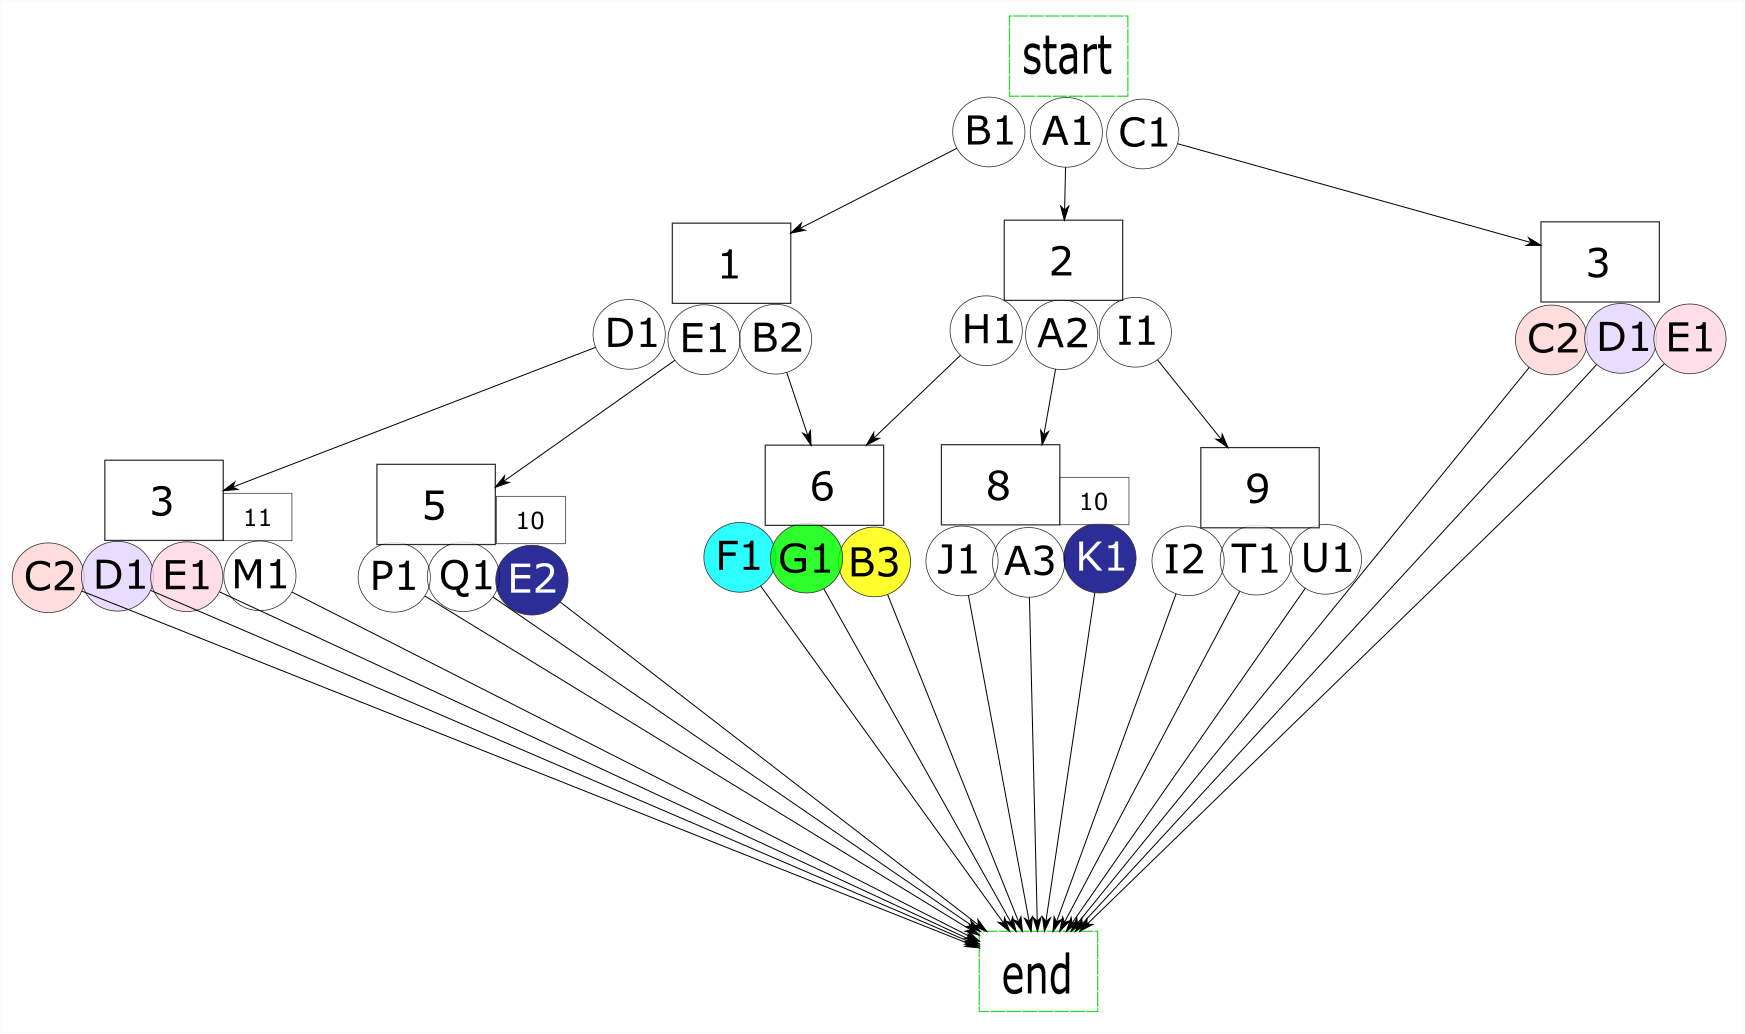 start
B1 A1 C1
1 2 3
D1 E1 B2 H1 A2 I1 C2 D1 E1
3 11 5 10 6 8 10 9
C2 D1 E1 M1 P1 Q1 E2 F1 G1 B3 J1 A3 K1 I2 T1 U1
end